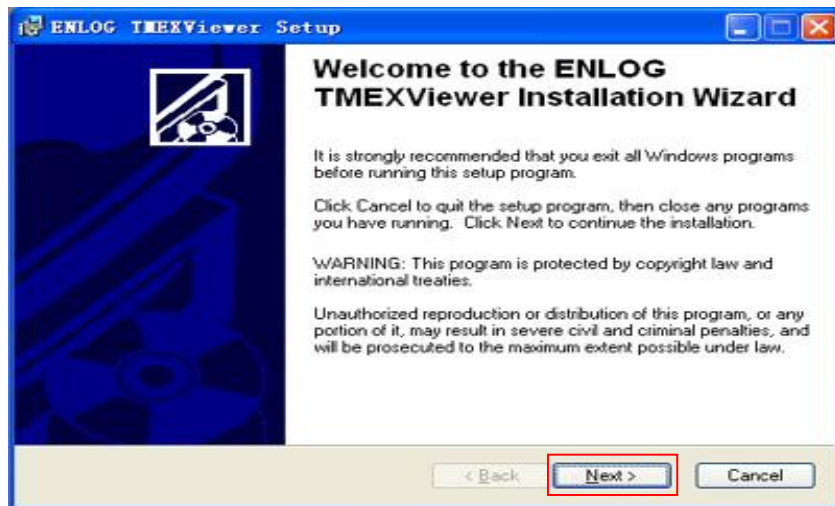 ENLOG TMEXViewer Setup
Welcome to the ENLOG
TMEXViewer Installation Wizard
It is strongly recommended that you exit all Windows programs
before running this setup program.
Click Cancel to quit the setup program, then close any programs
you have running. Click Next to continue the installation.
WARNING: This program is protected by copyright law and
international treaties.
Unauthorized reproduction or distribution of this program, or any
portion of it, may result in severe civil and criminal penalties, and
will be prosecuted to the maximum extent possible under law.
< Back
Next >
Cancel